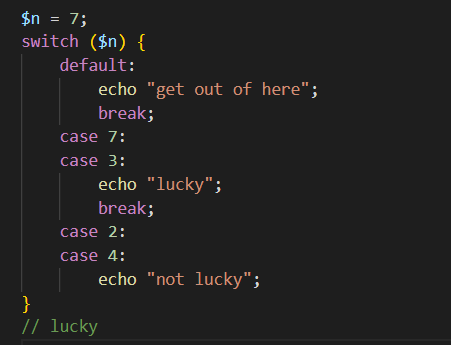 $n = 7;
switch ($n) {
    default:
        echo "get out of here";
        break;
    case 7:
    case 3:
        echo "lucky";
        break;
    case 2:
    case 4:
        echo "not lucky";
}
// lucky